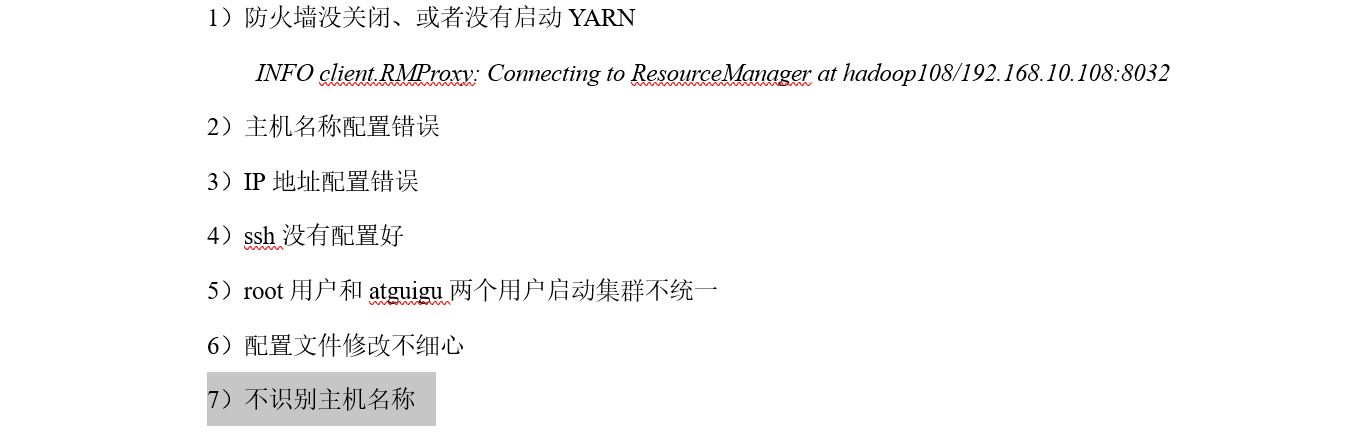 1）防火墙没关闭、或者没有启动 YARN
INFO client.RMProxy: Connecting to ResourceManager at hadoop108/192.168.10.108:8032
2）主机名称配置错误
3）IP 地址配置错误
4）ssh 没有配置好
5）root 用户和 atguigu 两个用户启动集群不统一
6）配置文件修改不细心
7）不识别主机名称